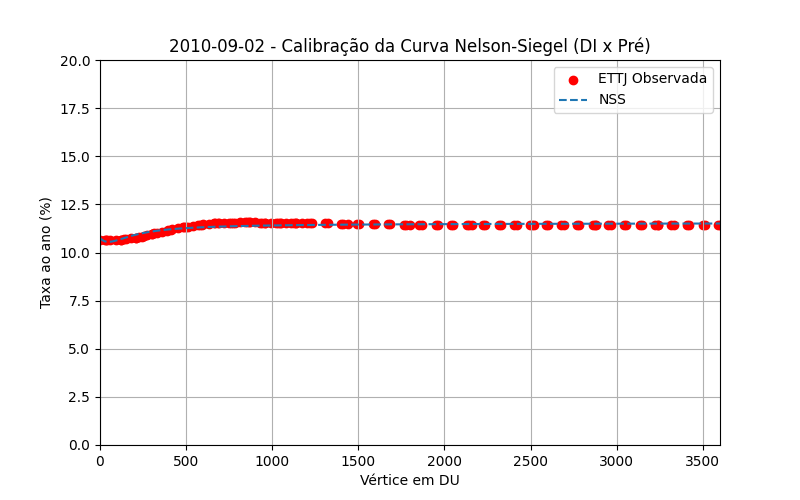 2010-09-02 - Calibração da Curva Nelson-Siegel (DI x Pré)
ETTJ Observada
NSS
Taxa ao ano (%)
20.0
17.5
15.0
12.5
10.0
7.5
5.0
2.5
0.0
0 500 1000 1500 2000 2500 3000 3500
Vértice em DU